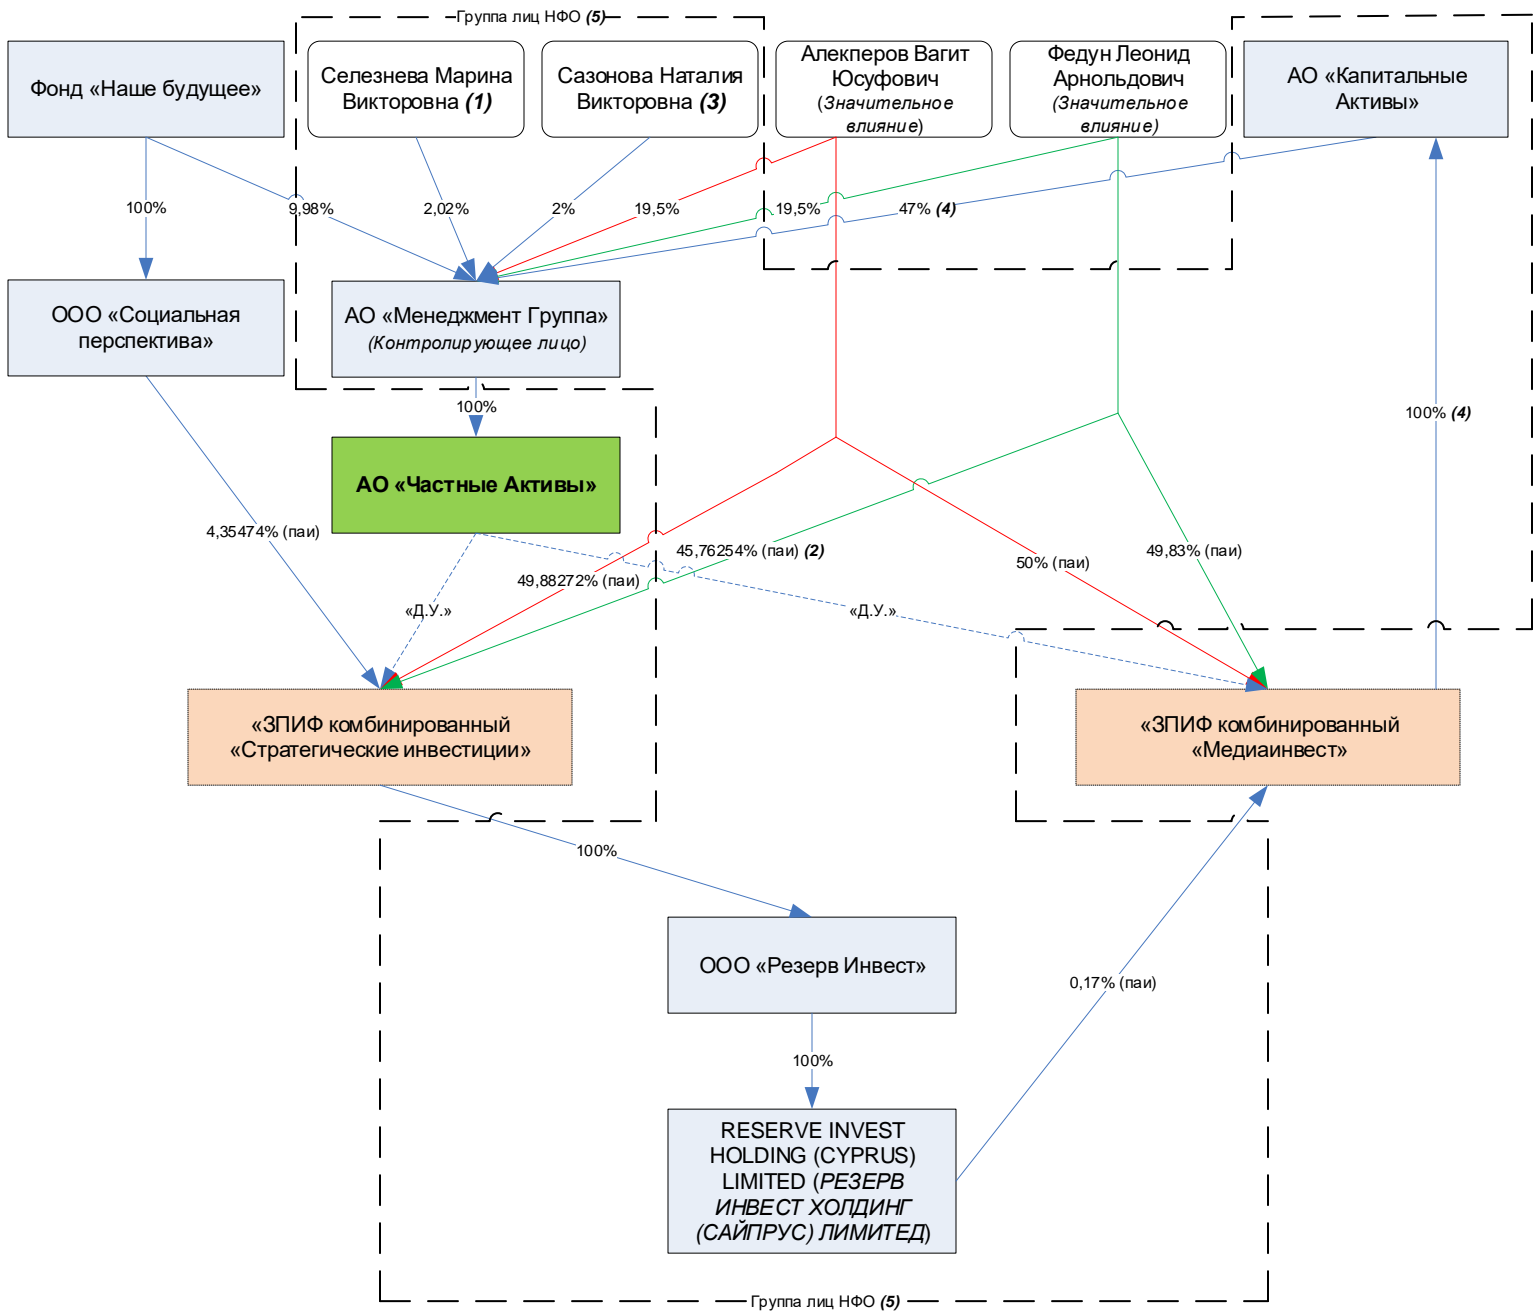 Группа лиц НФО (5)
Фонд «Наше будущее»
Селезнева Марина
Викторовна (1)
Сазонова Наталия
Викторовна (3)
Алекперов Вагит
Юсуфович
(Значительное
влияние)
Федун Леонид
Арнольдович
(Значительное
влияние)
АО «Капитальные
Активы»
100%
9,98%
2,02%
2%
19,5%
19,5%
47% (4)
ООО «Социальная
перспектива»
АО «Менеджмент Группа»
(Контролирующее лицо)
100%
100% (4)
АО «Частные Активы»
4,35474% (паи)
45,76254% (паи) (2)
49,83% (паи)
50% (паи)
49,88272% (паи)
«Д.У.»
«Д.У.»
«ЗПИФ комбинированный
«Стратегические инвестиции»
«ЗПИФ комбинированный
«Медиаинвест»
100%
ООО «Резерв Инвест»
0,17% (паи)
100%
RESERVE INVEST
HOLDING (CYPRUS)
LIMITED (РЕЗЕРВ
ИНВЕСТ ХОЛДИНГ
(САЙПРУС) ЛИМИТЕД)
Группа лиц НФО (5)